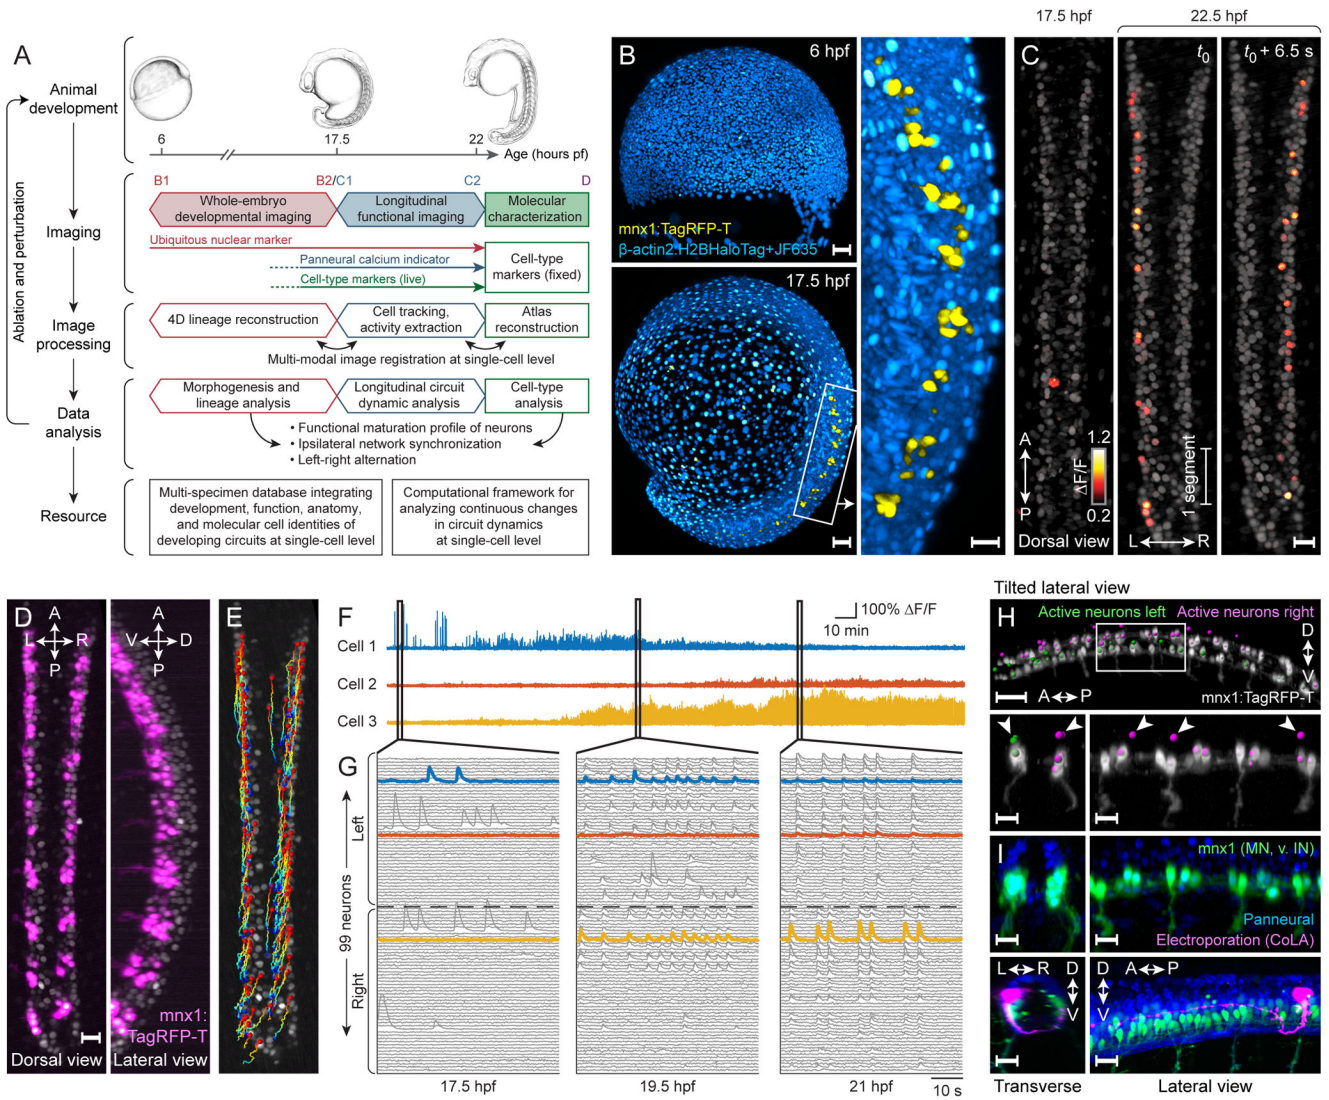 A
Animal
development
Imaging
Image
processing
Data
analysis
Resource
Ablation and perturbation
6
17.5
22
Age (hours pf)
B1
B2/C1
C2
D
Whole-embryo
developmental imaging
Longitudinal
functional imaging
Molecular
characterization
Ubiquitous nuclear marker
Panneural calcium indicator
Cell-type markers (live)
Cell-type
markers (fixed)
4D lineage reconstruction
Cell tracking,
activity extraction
Atlas
reconstruction
Multi-modal image registration at single-cell level
Morphogenesis and
lineage analysis
Longitudinal circuit
dynamic analysis
Cell-type
analysis
• Functional maturation profile of neurons
• Ipsilateral network synchronization
• Left-right alternation
Multi-specimen database integrating
development, function, anatomy,
and molecular cell identities of
developing circuits at single-cell level
Computational framework for
analyzing continuous changes
in circuit dynamics
at single-cell level
B
6 hpf
mnx1:TagRFP-T
β-actin2:H2BHaloTag+JF635
17.5 hpf
17.5 hpf
22.5 hpf
C
t0
t0 + 6.5 s
A
P
1.2
ΔF/F
0.2
1 segment
Dorsal view
L
R
D
A
L
R
P
A
V
D
P
mnx1:
TagRFP-T
Dorsal view
Lateral view
E
F
100% ΔF/F
10 min
Cell 1
Cell 2
Cell 3
G
Left
99 neurons
Right
17.5 hpf
19.5 hpf
21 hpf
10 s
Tilted lateral view
H
Active neurons left
Active neurons right
D
V
A
P
mnx1:TagRFP-T
I
mnx1 (MN, v. IN)
Panneural
Electroporation (CoLA)
L
R
D
V
D
V
A
P
Transverse
Lateral view